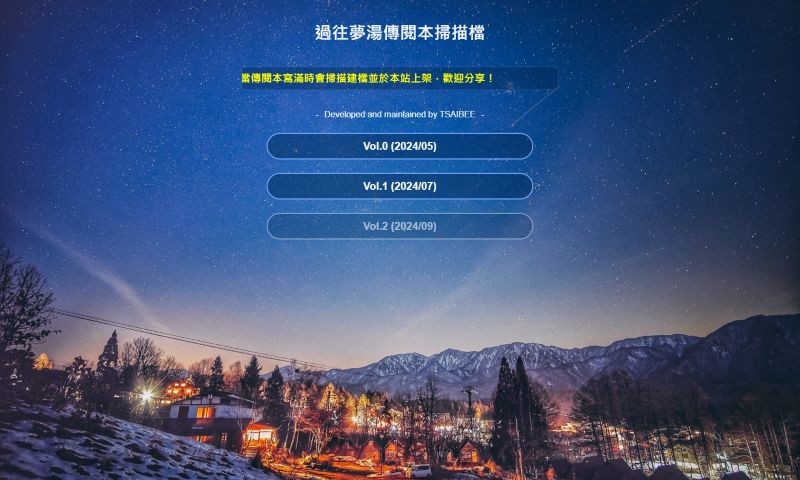 過往夢湯傳閱本掃描檔
當傳閱本寫滿時會掃描建檔並於本站上架，歡迎分享！
- Developed and maintained by TSAIBEE -
Vol.0 (2024/05)
Vol.1 (2024/07)
Vol.2 (2024/09)